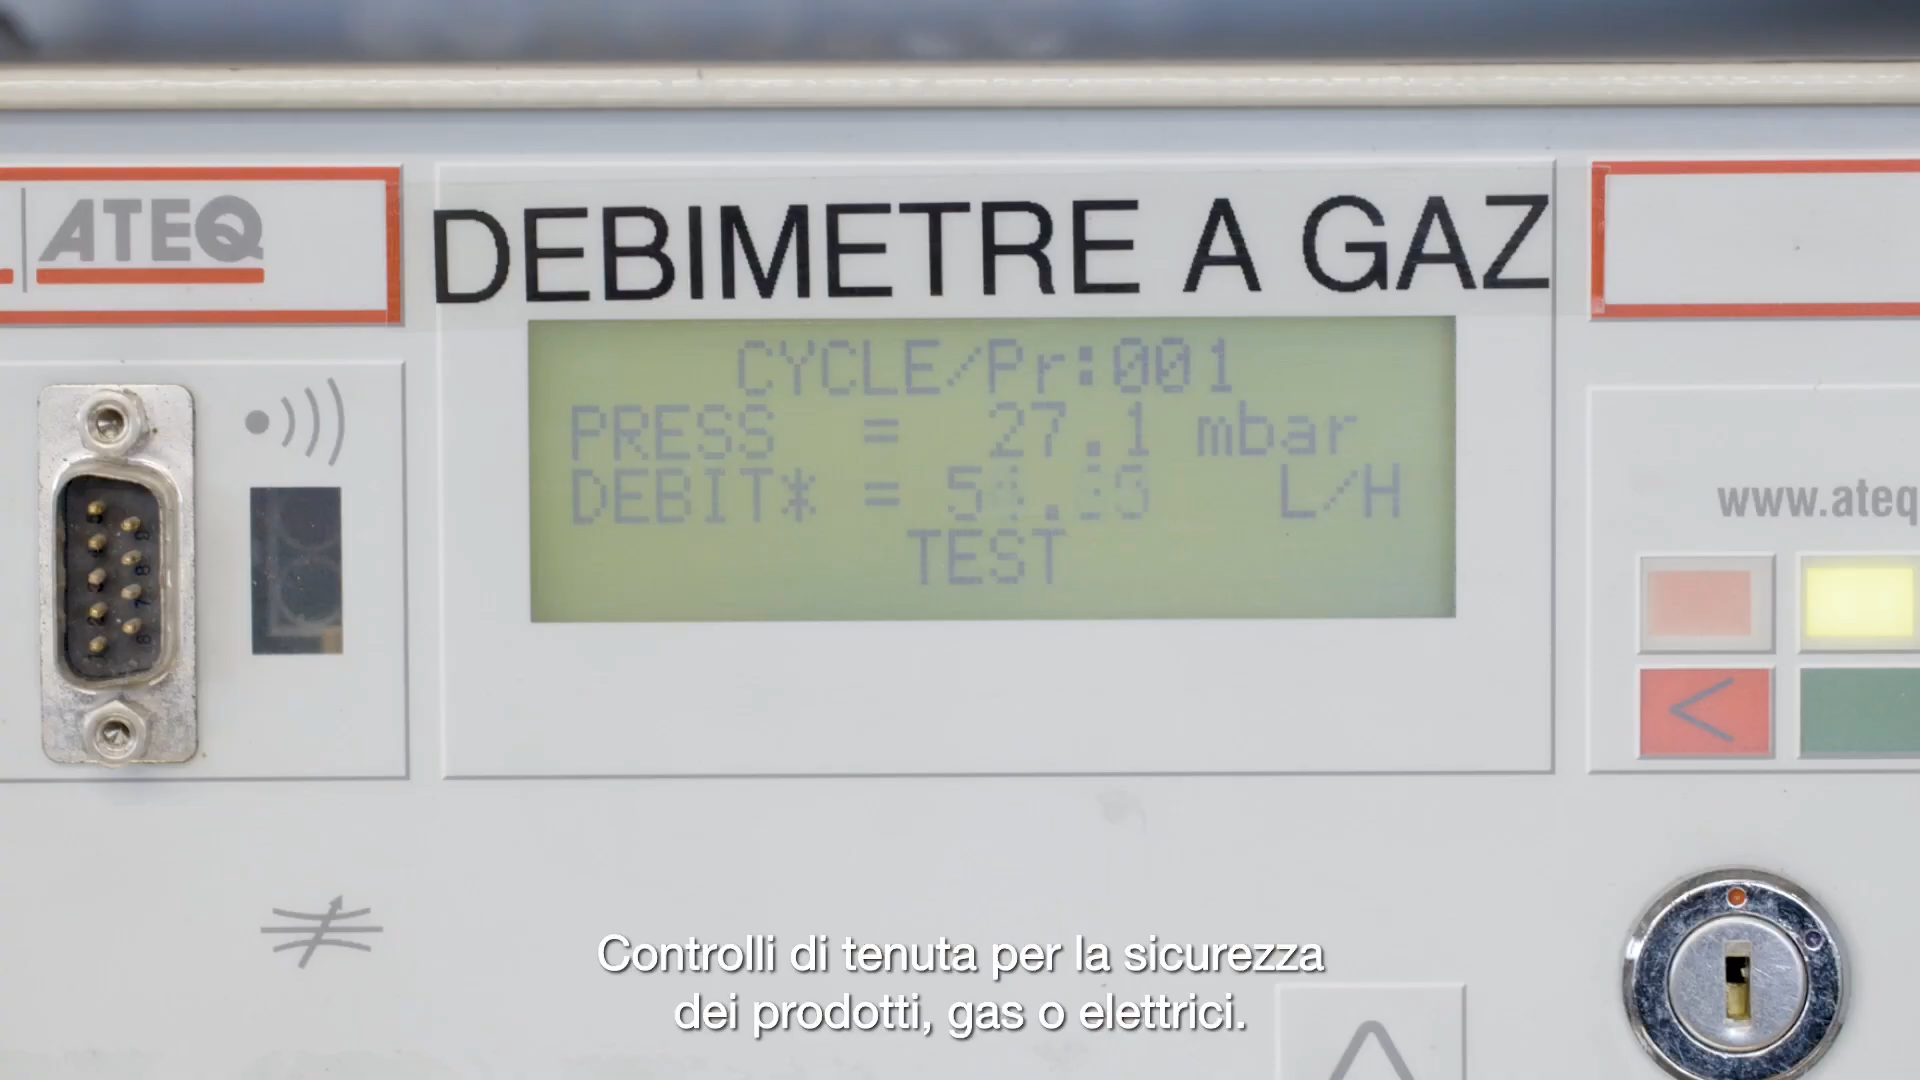 ATEQ
DEBIMETRE A GAZ
CYCLE/Pr:001
PRESS = 27.1 mbar
DEBIT* = L/H
TEST
www.ateq
<
Controlli di tenuta per la sicurezza
dei prodotti, gas o elettrici.